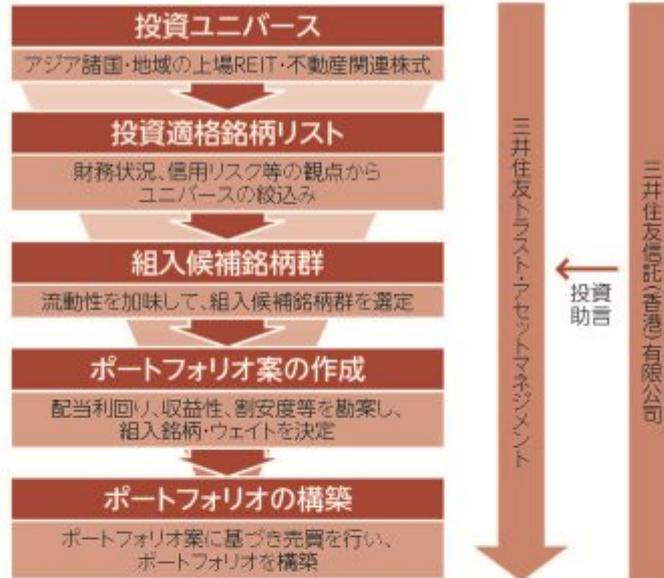 投資ユニバース
アジア諸国・地域の上場REIT・不動産関連株式
投資適格銘柄リスト
財務状況、信用リスク等の観点から
ユニバースの絞込み
組入候補銘柄群
流動性を加味して、組入候補銘柄群を選定
ポートフォリオ案の作成
配当利回り、収益性、割安度等を勘案し、
組入銘柄・ウェイトを決定
ポートフォリオの構築
ポートフォリオ案に基づき売買を行い、
ポートフォリオを構築
三井住友トラスト・アセットマネジメント
投資
助言
三井住友信託(香港)有限公司